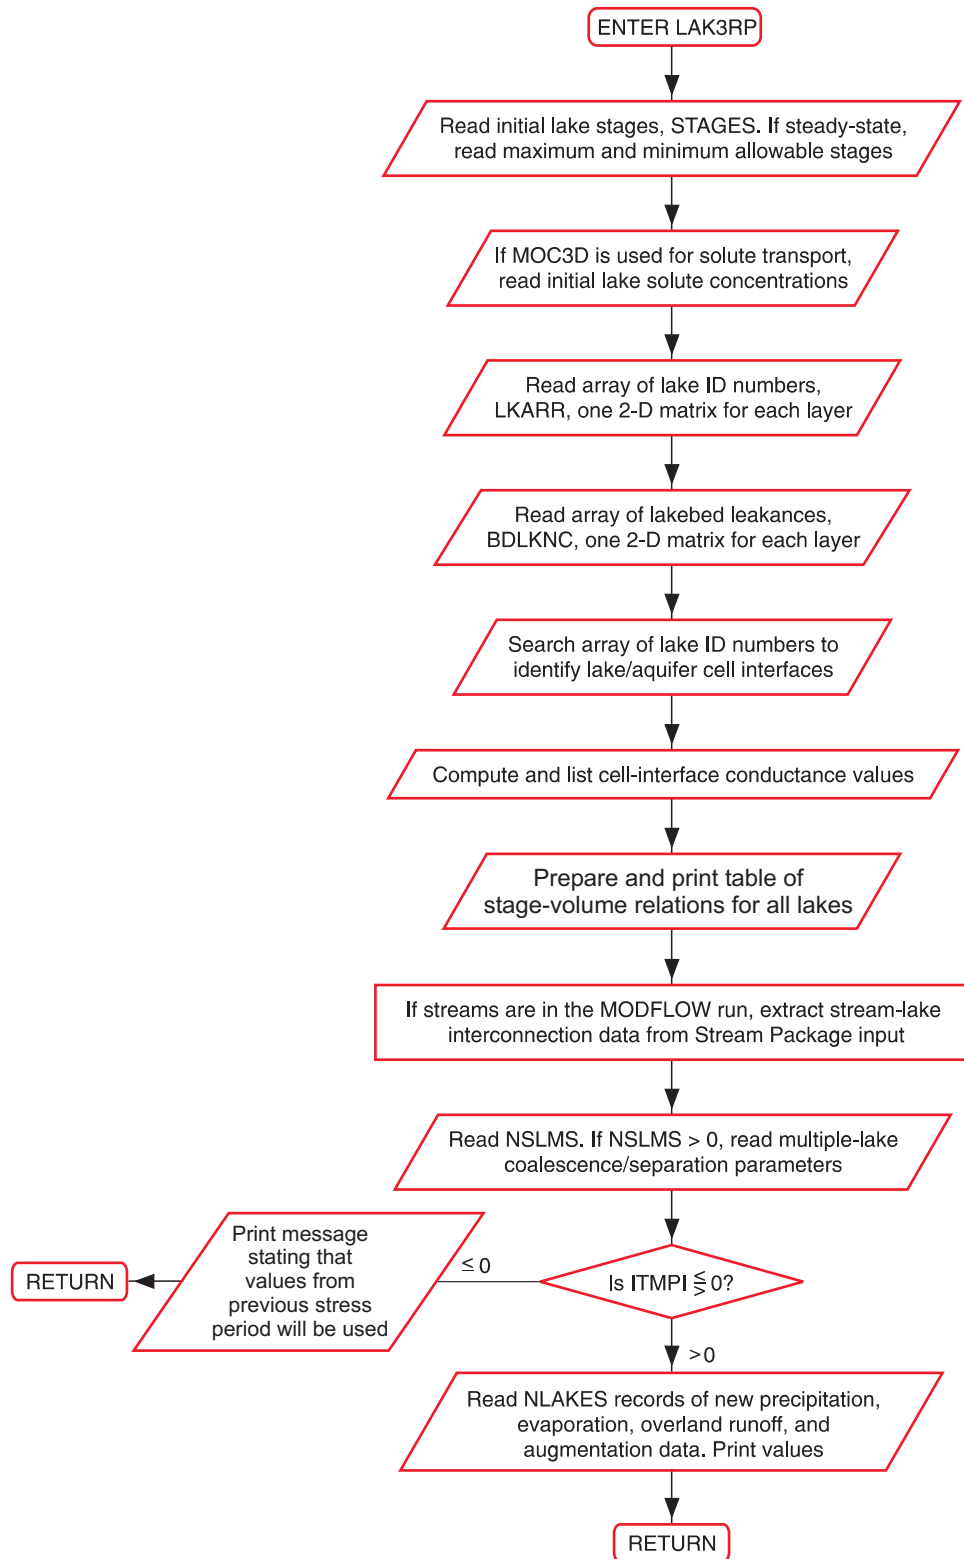 ENTER LAK3RP
Read initial lake stages, STAGES. If steady-state,
read maximum and minimum allowable stages
If MOC3D is used for solute transport,
read initial lake solute concentrations
Read array of lake ID numbers,
LKARR, one 2-D matrix for each layer
Read array of lakebed leakances,
BDLKNC, one 2-D matrix for each layer
Search array of lake ID numbers to
identify lake/aquifer cell interfaces
Compute and list cell-interface conductance values
Prepare and print table of
stage-volume relations for all lakes
If streams are in the MODFLOW run, extract stream-lake
interconnection data from Stream Package input
Read NSLMS. If NSLMS > 0, read multiple-lake
coalescence/separation parameters
Print message
stating that
values from
previous stress
period will be used
RETURN
≤ 0
Is ITMPI ⪋ 0?
>0
Read NLAKES records of new precipitation,
evaporation, overland runoff, and
augmentation data. Print values
RETURN